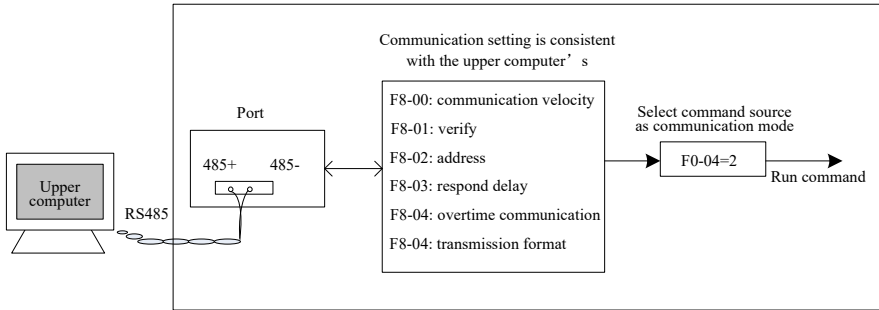 Communication setting is consistent
with the upper computer’s
F8-00: communication velocity
F8-01: verify
F8-02: address
F8-03: respond delay
F8-04: overtime communication
F8-04: transmission format
Port
485+ 485-
Upper
computer
RS485
Select command source
as communication mode
F0-04=2
Run command